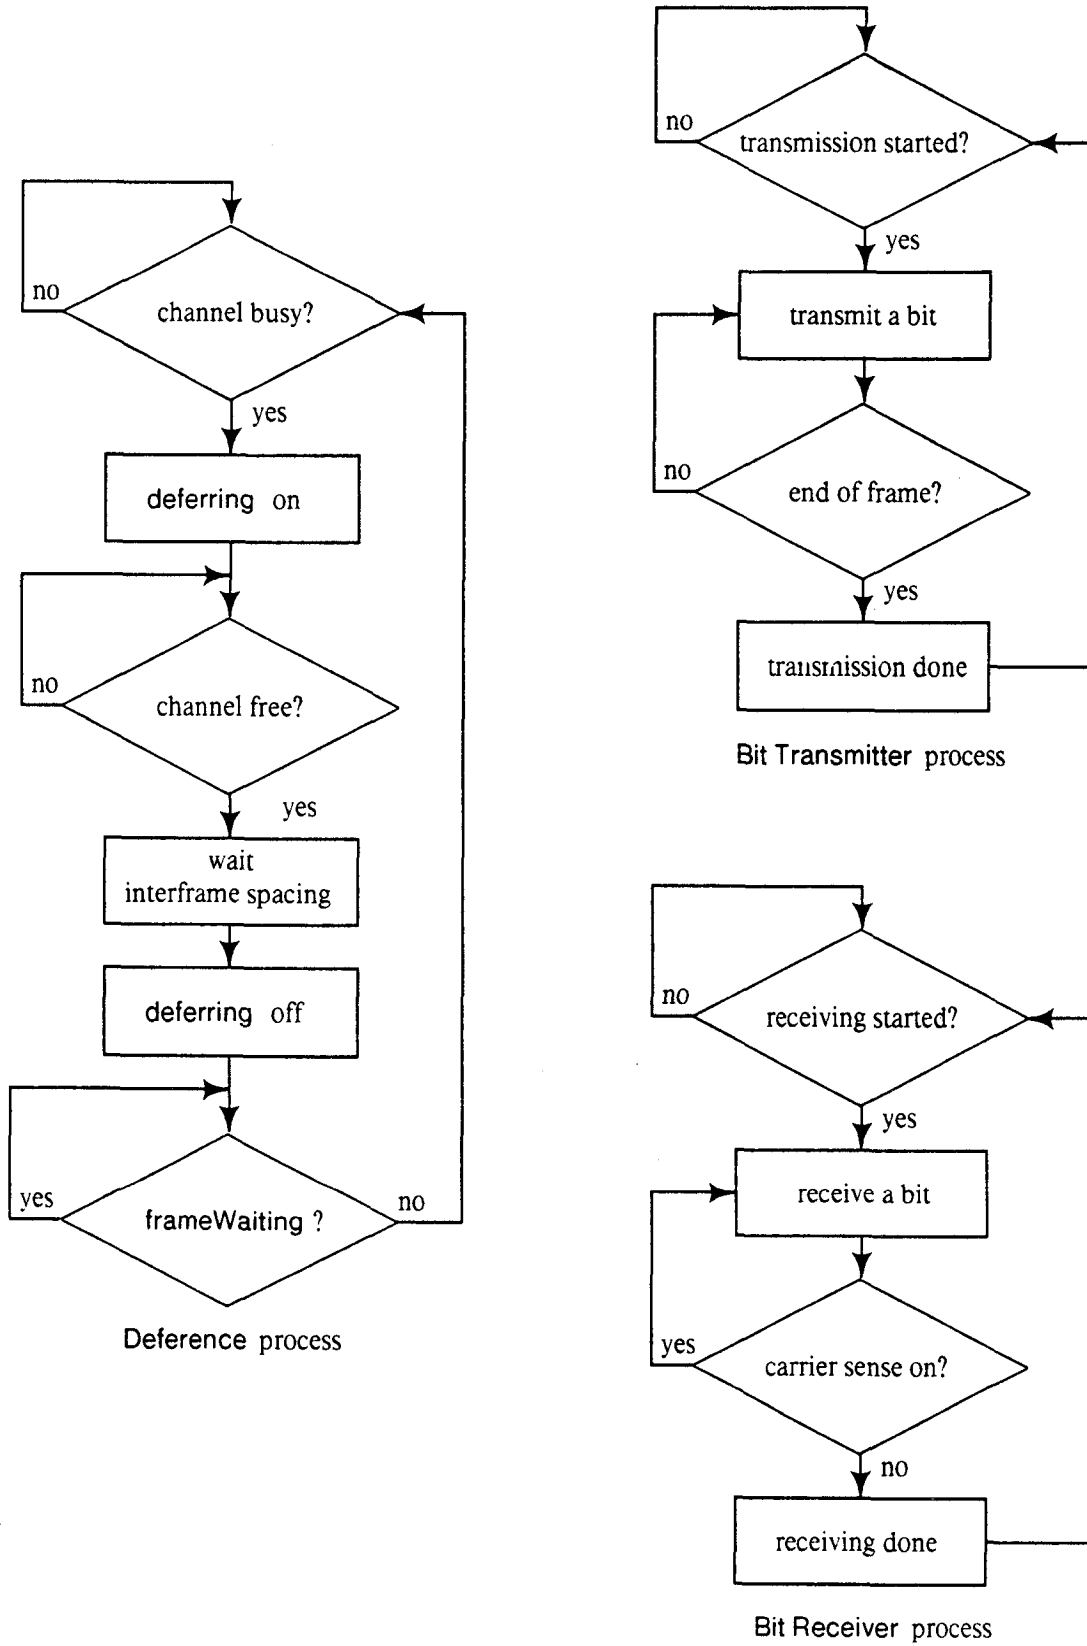 channel busy?
no
yes
deferring on
channel free?
no
yes
wait
interframe spacing
deferring off
frameWaiting ?
yes
no
Deference process
transmission started?
no
yes
transmit a bit
end of frame?
no
yes
transmission done
Bit Transmitter process
receiving started?
no
yes
receive a bit
carrier sense on?
yes
no
receiving done
Bit Receiver process